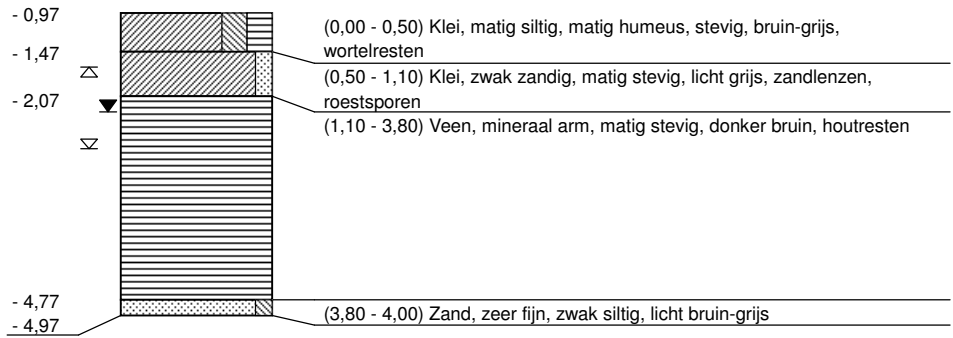 - 0,97
(0,00 - 0,50) Klei, matig siltig, matig humeus, stevig, bruin-grijs,
wortelresten
- 1,47
(0,50 - 1,10) Klei, zwak zandig, matig stevig, licht grijs, zandlenzen,
roestsporen
- 2,07
(1,10 - 3,80) Veen, mineraal arm, matig stevig, donker bruin, houtresten
- 4,77
(3,80 - 4,00) Zand, zeer fijn, zwak siltig, licht bruin-grijs
- 4,97